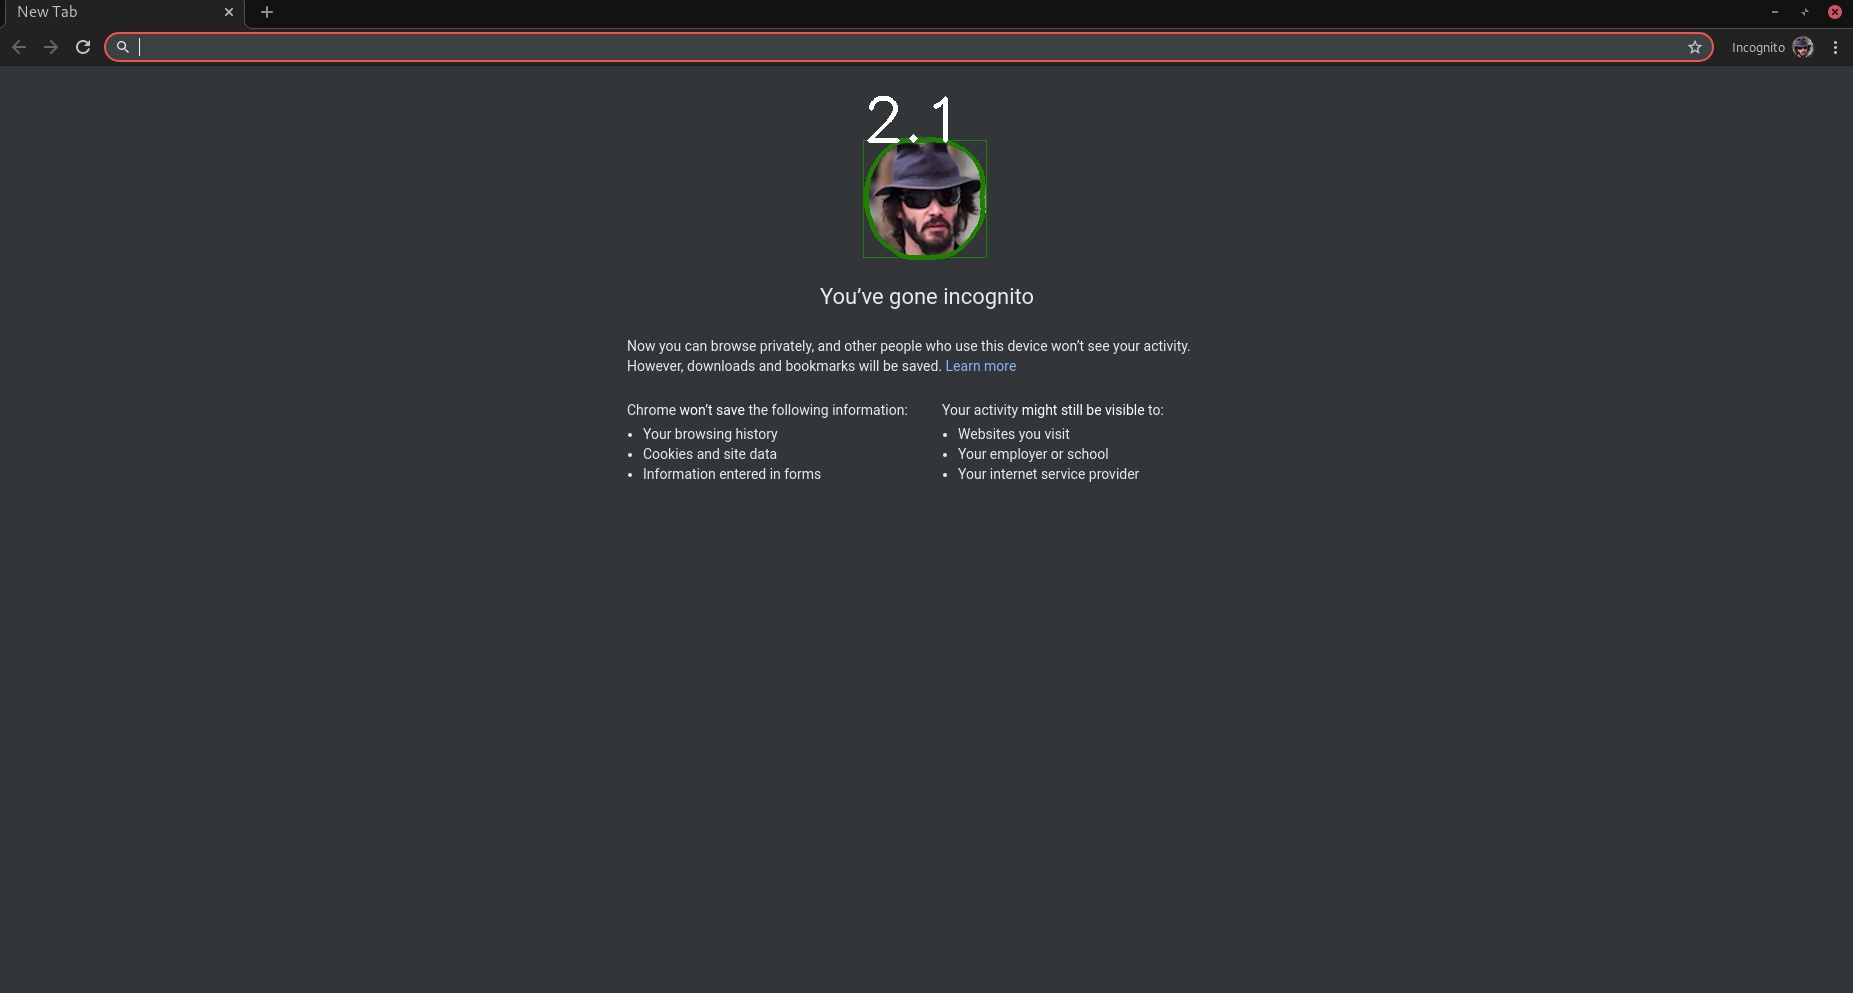 New Tab
Incognito
2.1
You’ve gone incognito
Now you can browse privately, and other people who use this device won’t see your activity.
However, downloads and bookmarks will be saved. Learn more
Chrome won’t save the following information:
• Your browsing history
• Cookies and site data
• Information entered in forms
Your activity might still be visible to:
• Websites you visit
• Your employer or school
• Your internet service provider